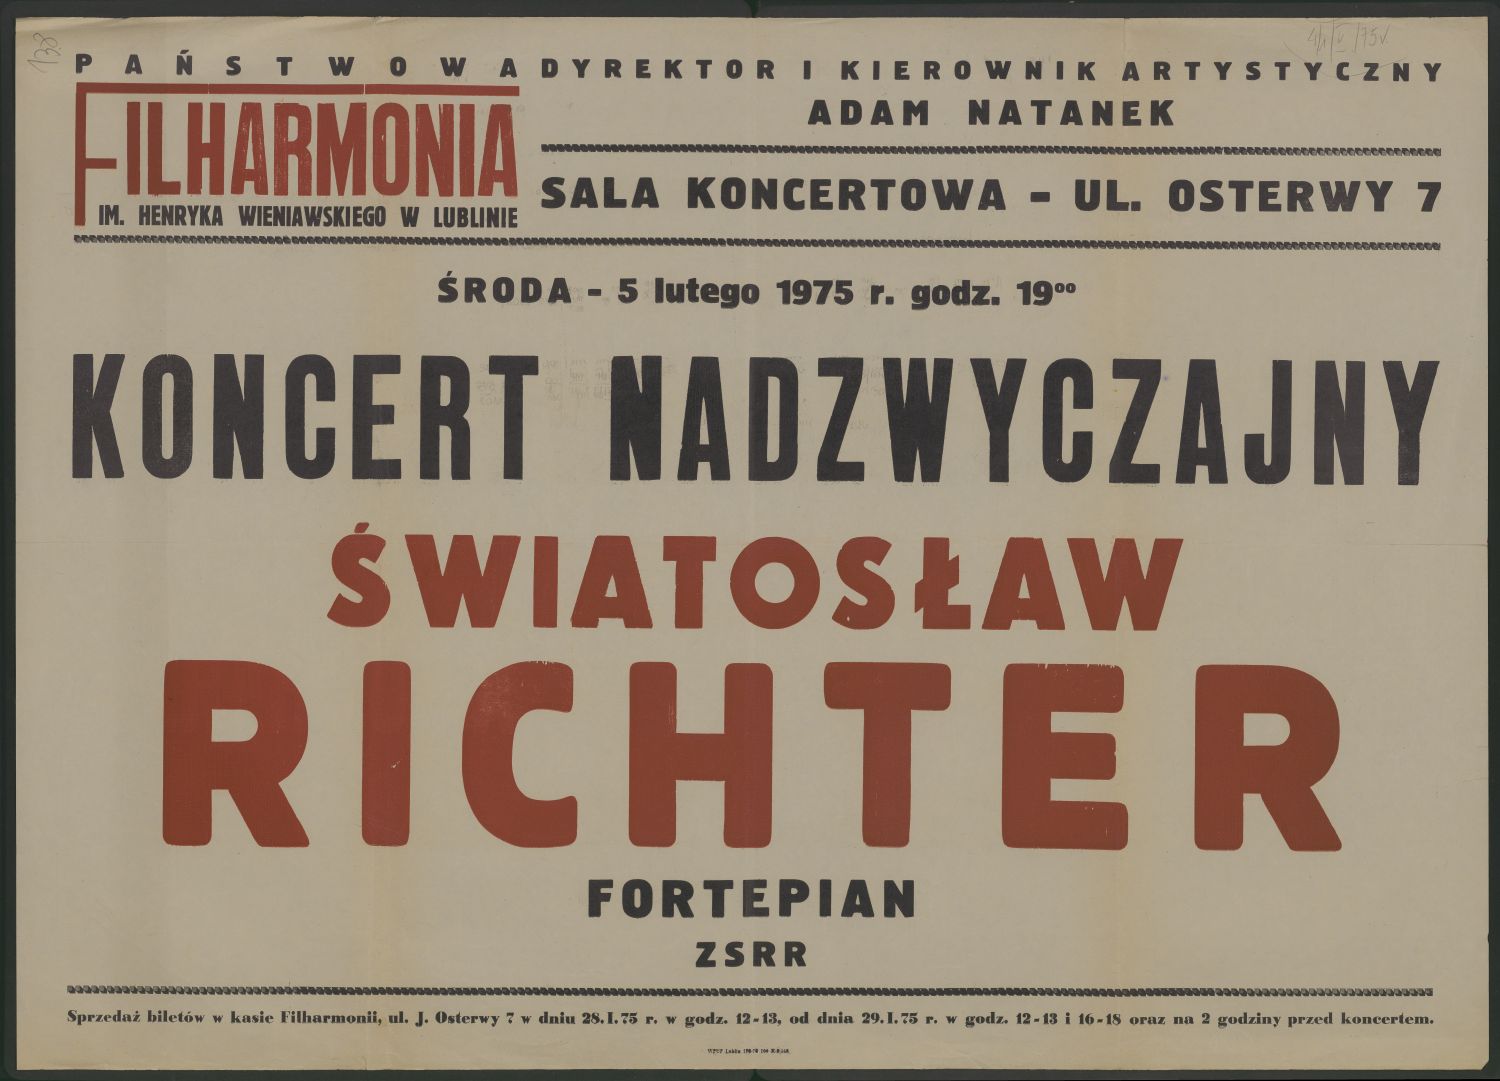 138
PAŃSTWOWA
FILHARMONIA
IM. HENRYKA WIENIAWSKIEGO W LUBLINIE
DYREKTOR I KIEROWNIK ARTYSTYCZNY
ADAM NATANEK
SALA KONCERTOWA - UL. OSTERWY 7
ŚRODA - 5 lutego 1975 r. godz. 19⁰⁰
KONCERT NADZWYCZAJNY
ŚWIATOSŁAW
RICHTER
FORTEPIAN
ZSRR
Sprzedaż biletów w kasie Filharmonii, ul. J. Osterwy 7 w dniu 28.I.75 r. w godz. 12-13, od dnia 29.I.75 r. w godz. 12-13 i 16-18 oraz na 2 godziny przed koncertem.